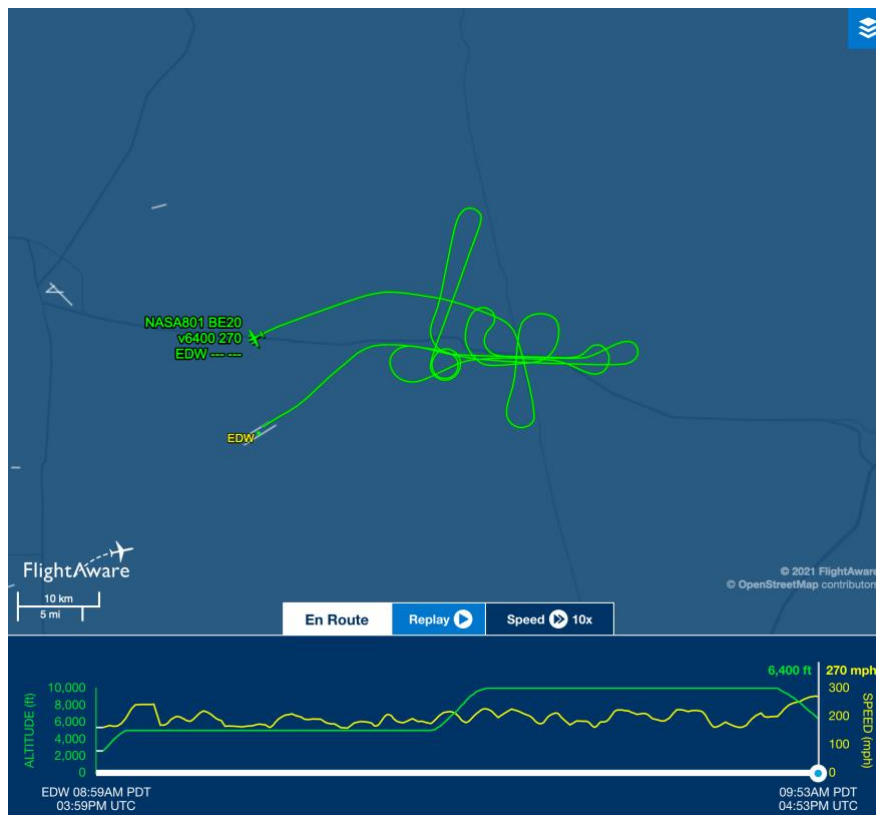 NASA801 BE20
v6400 270
EDW --- ---
EDW
FlightAware
10 km
5 mi
© 2021 FlightAware
© OpenStreetMap contributor
En Route
Replay
Speed 10x
6,400 ft
270 mph
ALTITUDE (ft)
10,000
8,000
6,000
4,000
2,000
0
300
200
100
0
SPEED (mph)
EDW 08:59AM PDT
03:59PM UTC
09:53AM PDT
04:53PM UTC